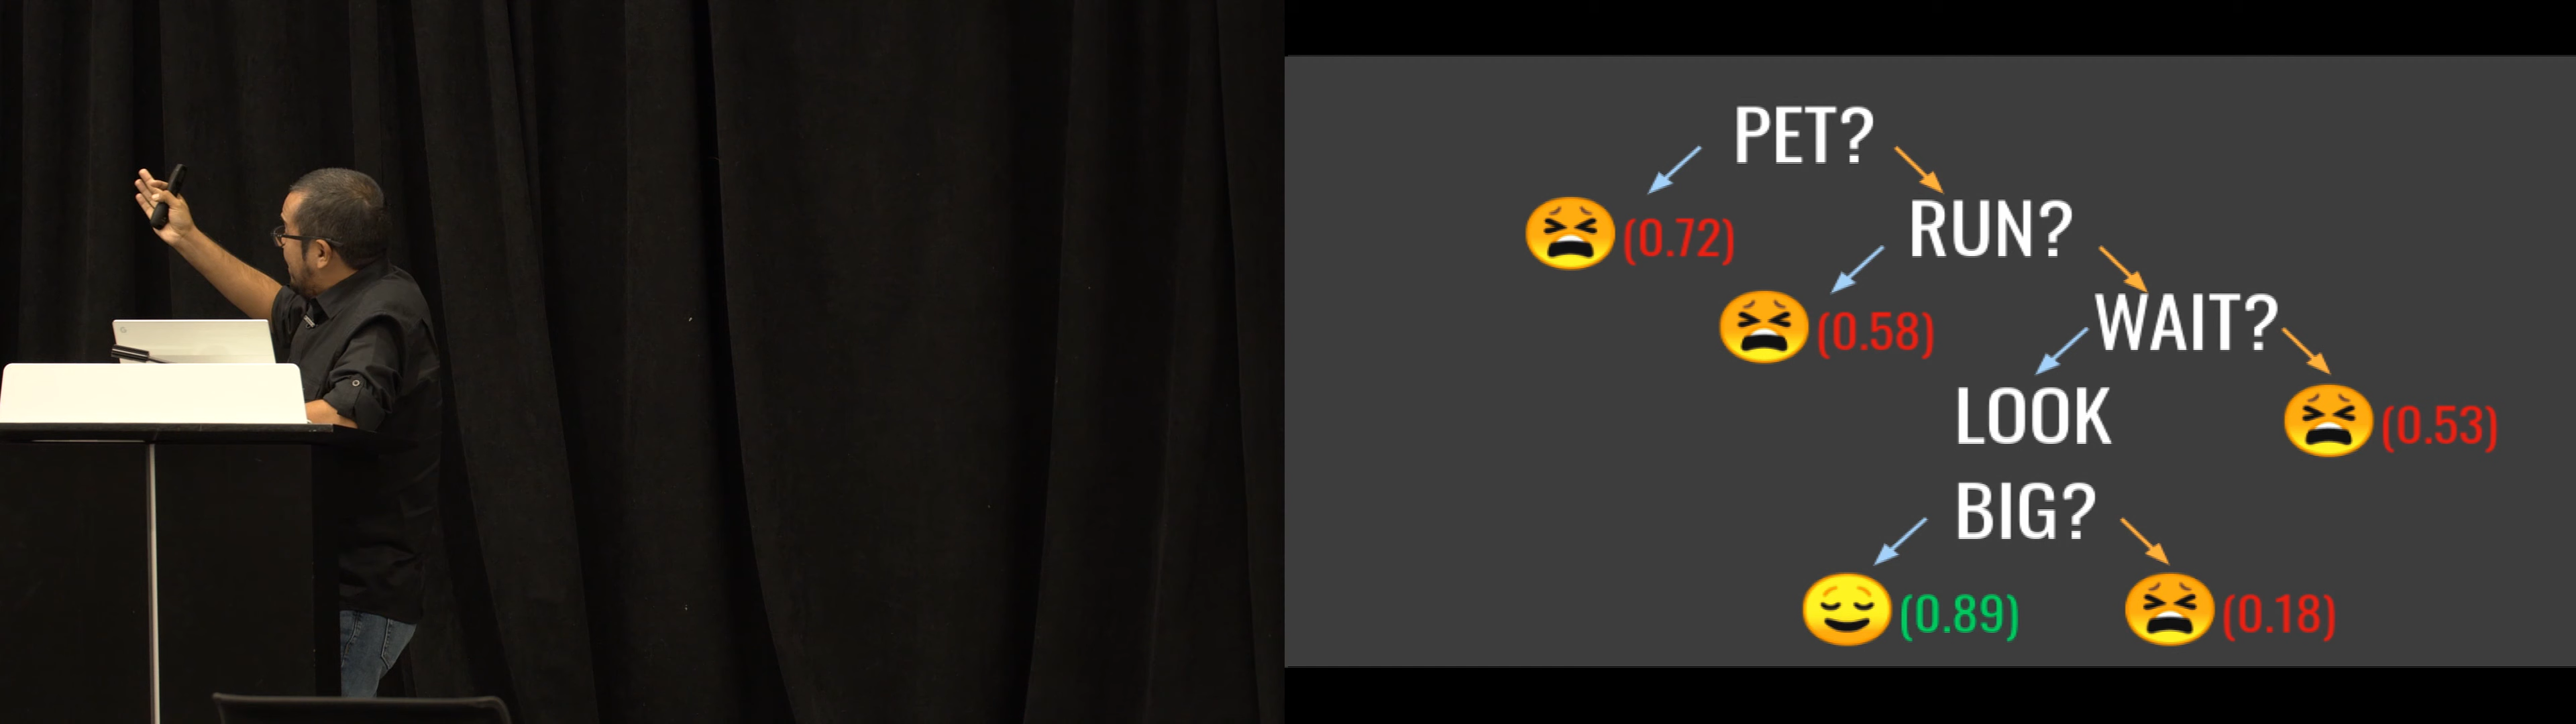 PET?
(0.72)
RUN?
(0.58)
WAIT?
LOOK
(0.53)
BIG?
(0.89)
(0.18)